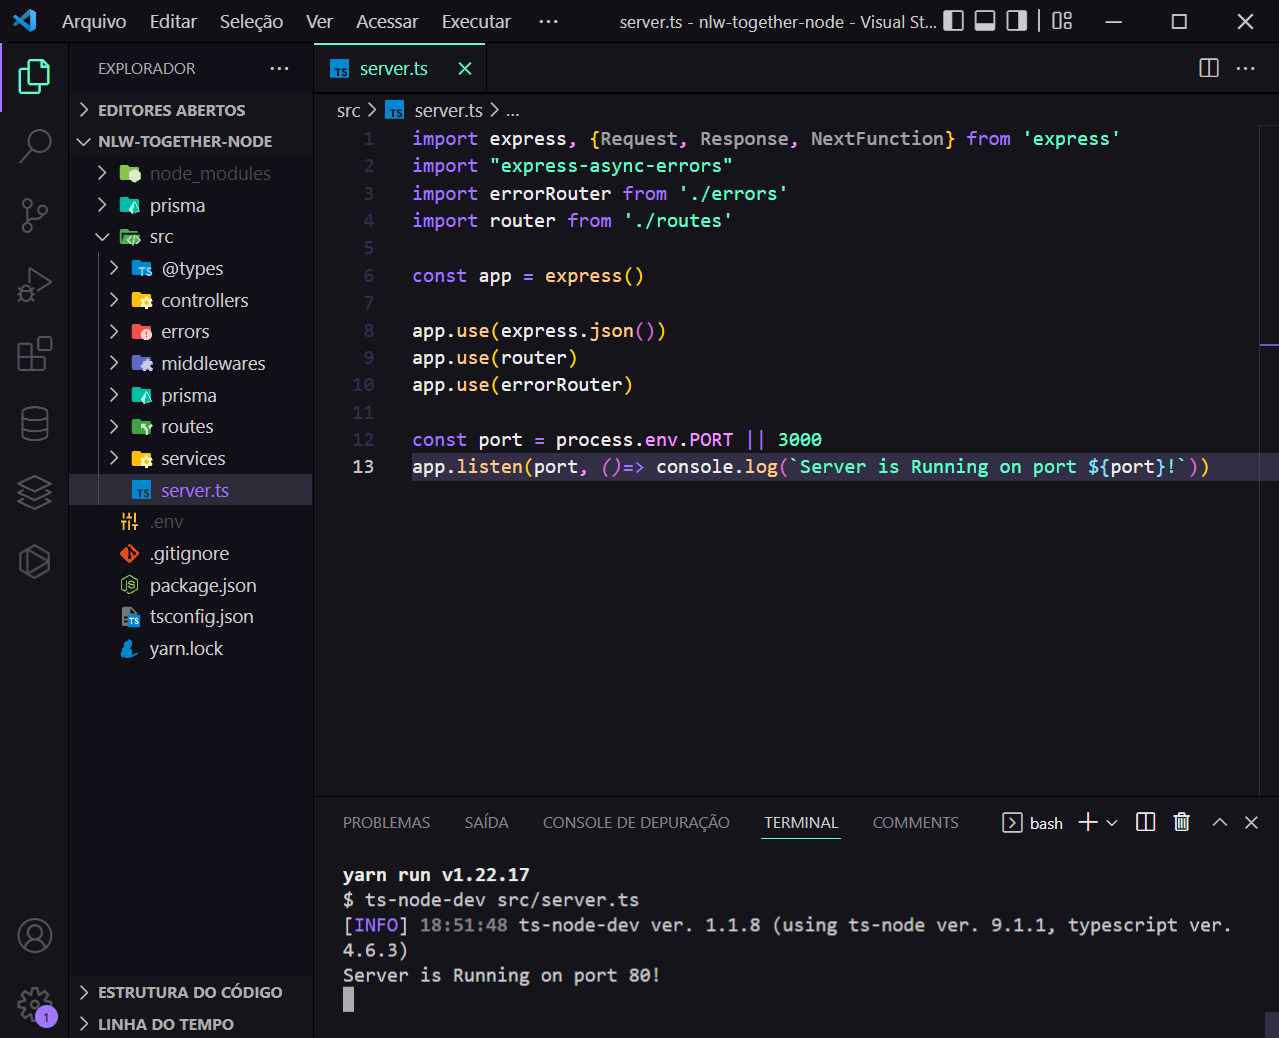 Arquivo Editar Seleção Ver Acessar Executar ··· server.ts - nlw-together-node - Visual St...
EXPLORADOR ···
EDITORES ABERTOS
NLW-TOGETHER-NODE
node_modules
prisma
src
@types
controllers
errors
middlewares
prisma
routes
services
server.ts
.env
.gitignore
package.json
tsconfig.json
yarn.lock
ESTRUTURA DO CÓDIGO
LINHA DO TEMPO
1
TS server.ts
src > TS server.ts > ...
1 import express, {Request, Response, NextFunction} from 'express'
2 import "express-async-errors"
3 import errorRouter from './errors'
4 import router from './routes'
5
6 const app = express()
7
8 app.use(express.json())
9 app.use(router)
10 app.use(errorRouter)
11
12 const port = process.env.PORT || 3000
13 app.listen(port, ()=> console.log(`Server is Running on port ${port}!`))
PROBLEMAS SAÍDA CONSOLE DE DEPURAÇÃO TERMINAL COMMENTS bash
yarn run v1.22.17
$ ts-node-dev src/server.ts
[INFO] 18:51:48 ts-node-dev ver. 1.1.8 (using ts-node ver. 9.1.1, typescript ver.
4.6.3)
Server is Running on port 80!